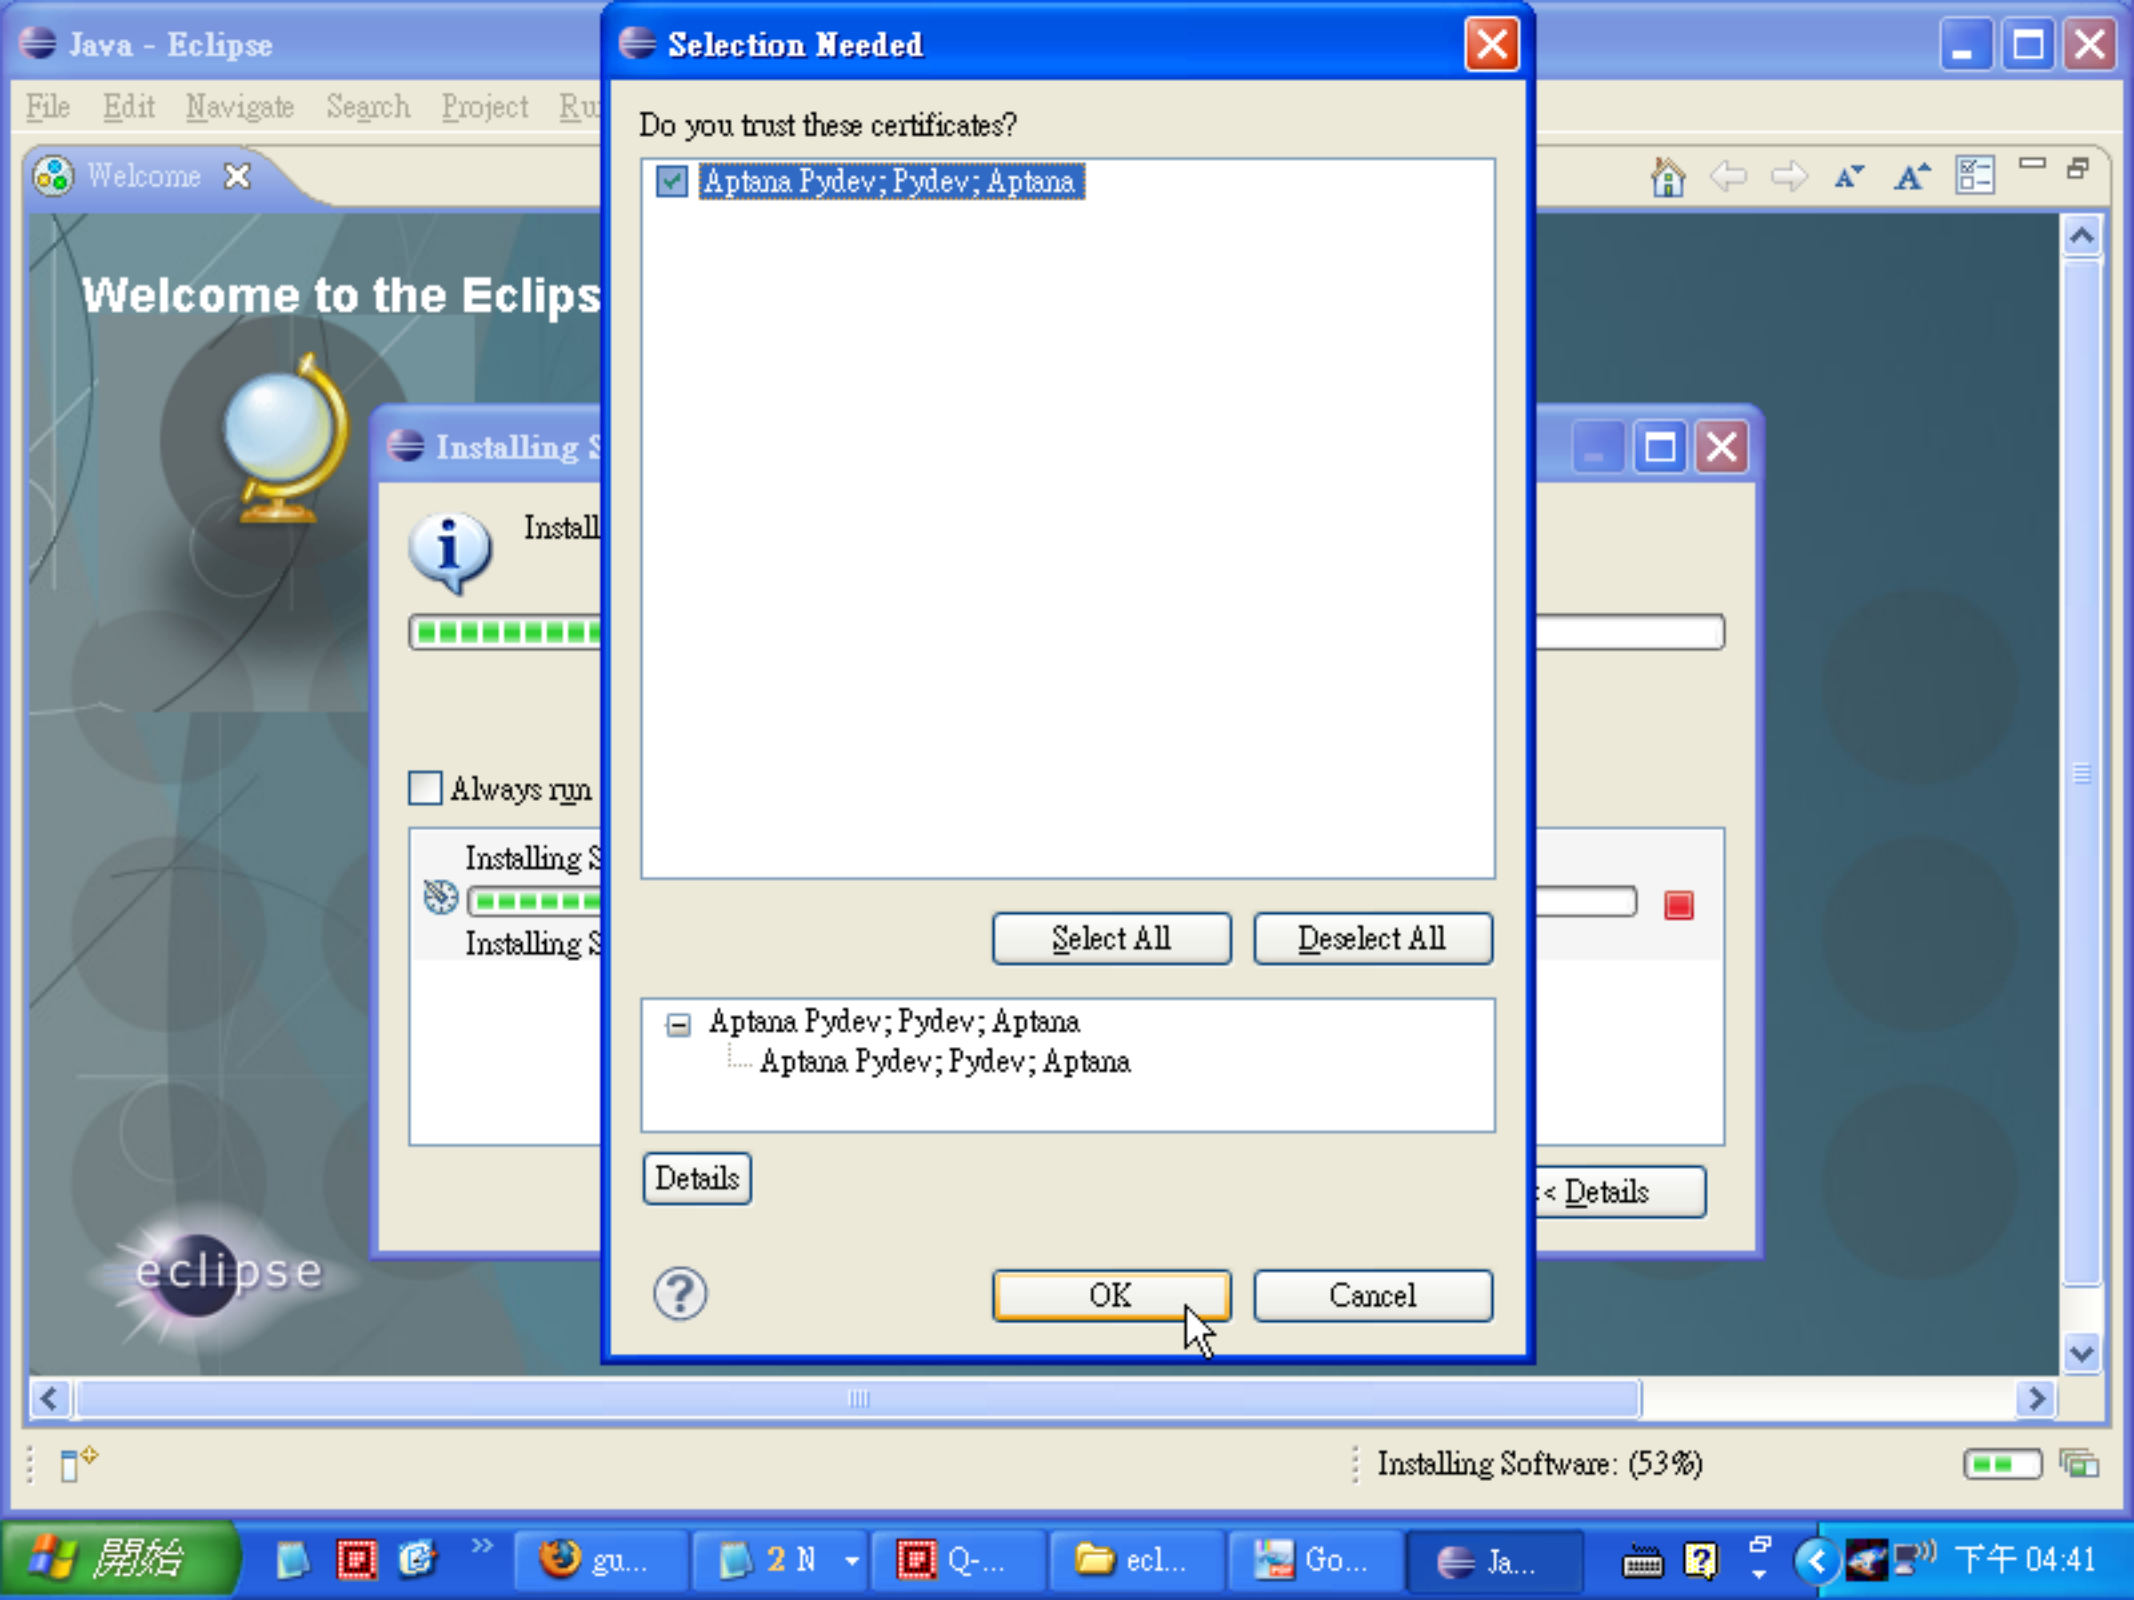 Java - Eclipse
Selection Needed
File Edit Navigate Search Project Ru
Do you trust these certificates?
Welcome
Aptana Pydev; Pydev; Aptana
Welcome to the Eclips
Installing S
Install
Always run
Installing S
Installing S
Select All Deselect All
Aptana Pydev; Pydev; Aptana
Aptana Pydev; Pydev; Aptana
Details
< Details
eclipse
OK Cancel
Installing Software: (53%)
開始 gu... 2 N Q-... ecl... Go... Ja... 下午 04:41